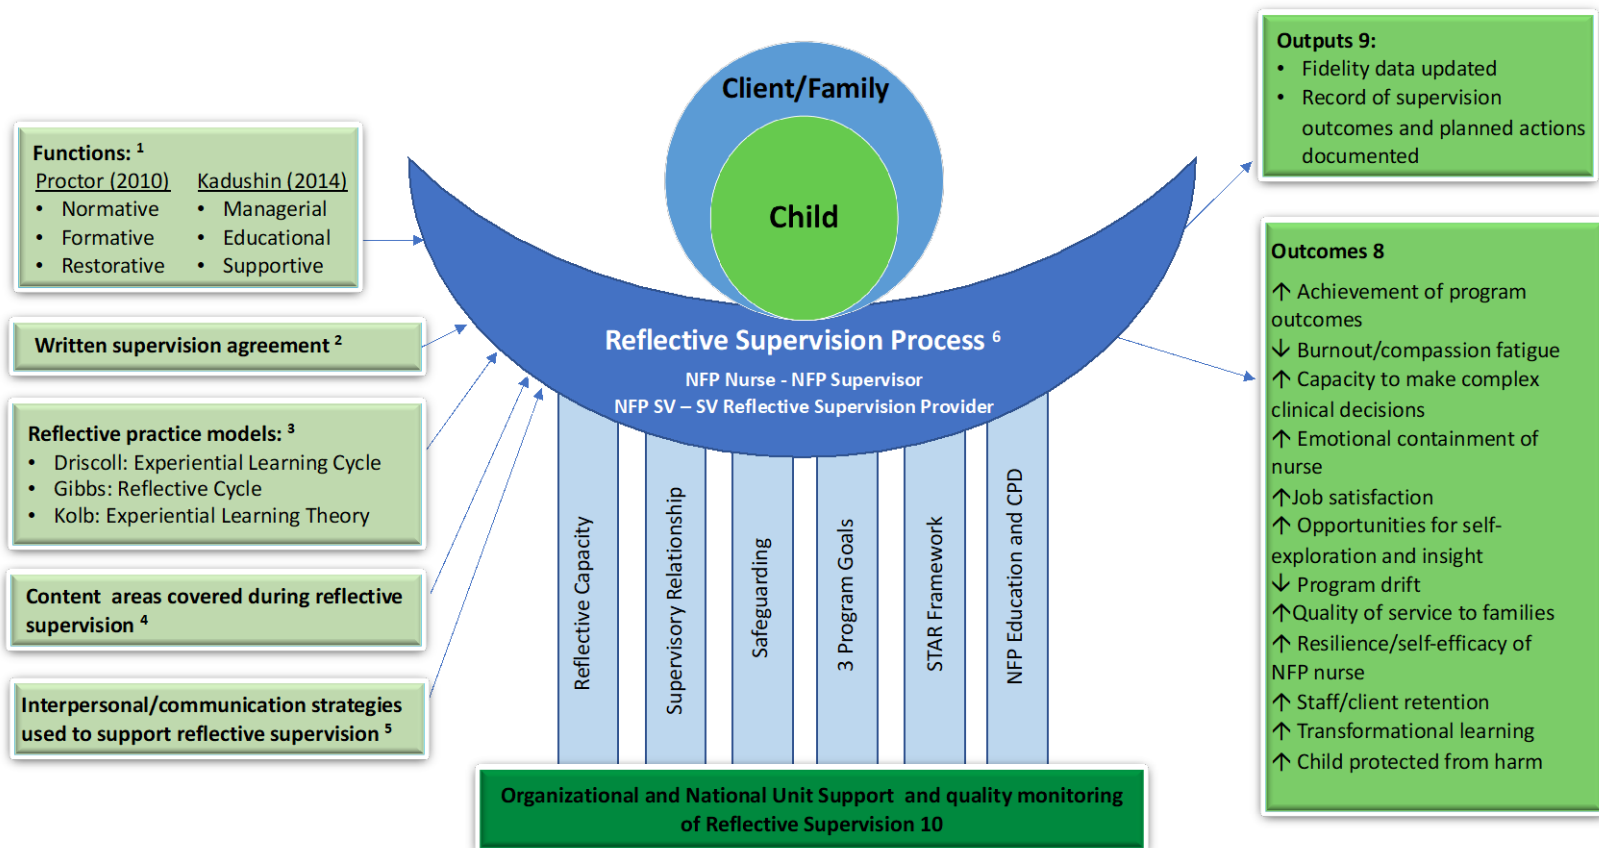 Functions: 1
Proctor (2010)
• Normative
• Formative
• Restorative
Kadushin (2014)
• Managerial
• Educational
• Supportive
Written supervision agreement 2
Reflective practice models: 3
• Driscoll: Experiential Learning Cycle
• Gibbs: Reflective Cycle
• Kolb: Experiential Learning Theory
Content areas covered during reflective
supervision 4
Interpersonal/communication strategies
used to support reflective supervision 5
Client/Family
Child
Reflective Supervision Process 6
NFP Nurse - NFP Supervisor
NFP SV – SV Reflective Supervision Provider
Reflective Capacity
Supervisory Relationship
Safeguarding
3 Program Goals
STAR Framework
NFP Education and CPD
Organizational and National Unit Support and quality monitoring
of Reflective Supervision 10
Outputs 9:
• Fidelity data updated
• Record of supervision
outcomes and planned actions
documented
Outcomes 8
↑ Achievement of program
outcomes
↓ Burnout/compassion fatigue
↑ Capacity to make complex
clinical decisions
↑ Emotional containment of
nurse
↑Job satisfaction
↑ Opportunities for self-
exploration and insight
↓ Program drift
↑Quality of service to families
↑ Resilience/self-efficacy of
NFP nurse
↑ Staff/client retention
↑ Transformational learning
↑ Child protected from harm